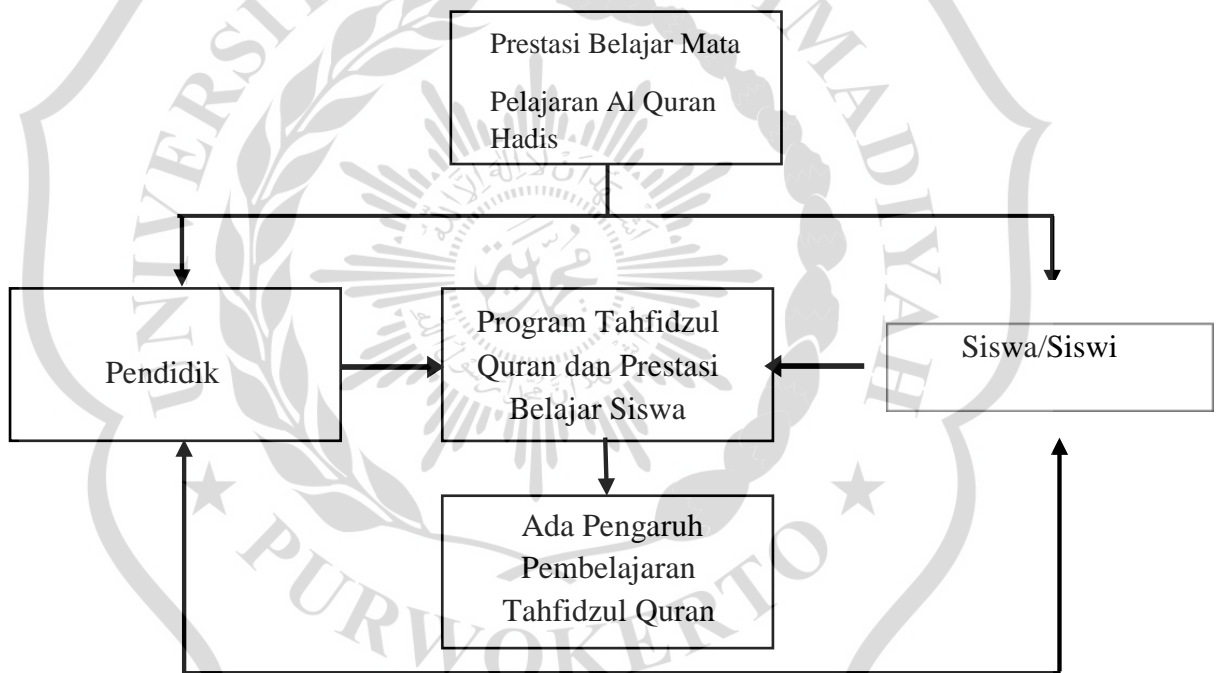 Prestasi Belajar Mata
Pelajaran Al Quran
Hadis
Pendidik
Program Tahfidzul
Quran dan Prestasi
Belajar Siswa
Siswa/Siswi
Ada Pengaruh
Pembelajaran
Tahfidzul Quran
PURWOKERTO